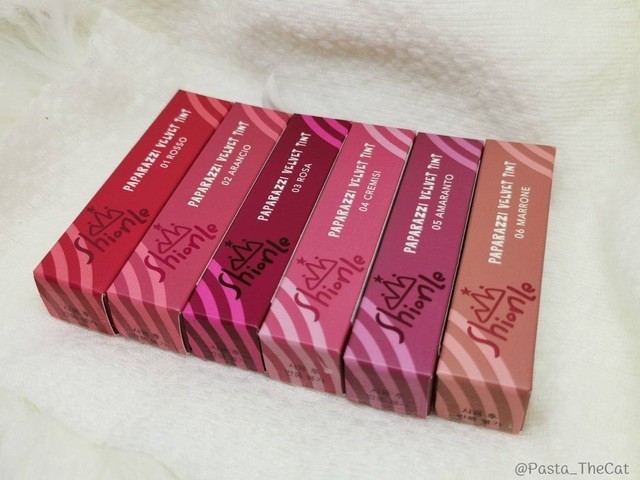 PAPARAZZI VELVET TINT
01 ROSSO
Shionle
PAPARAZZI VELVET TINT
02 ARANCIO
Shionle
PAPARAZZI VELVET TINT
03 ROSA
Shionle
PAPARAZZI VELVET TINT
04 CREMISI
Shionle
PAPARAZZI VELVET TINT
05 AMARANTO
Shionle
PAPARAZZI VELVET TINT
06 MARRONE
Shionle
@Pasta_TheCat